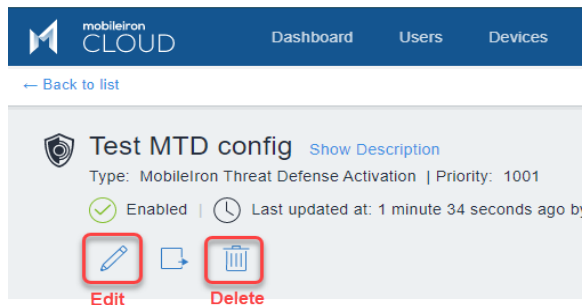 mobileiron
CLOUD
Dashboard Users Devices
← Back to list
Test MTD config Show Description
Type: MobileIron Threat Defense Activation | Priority: 1001
Enabled | Last updated at: 1 minute 34 seconds ago by
Edit Delete